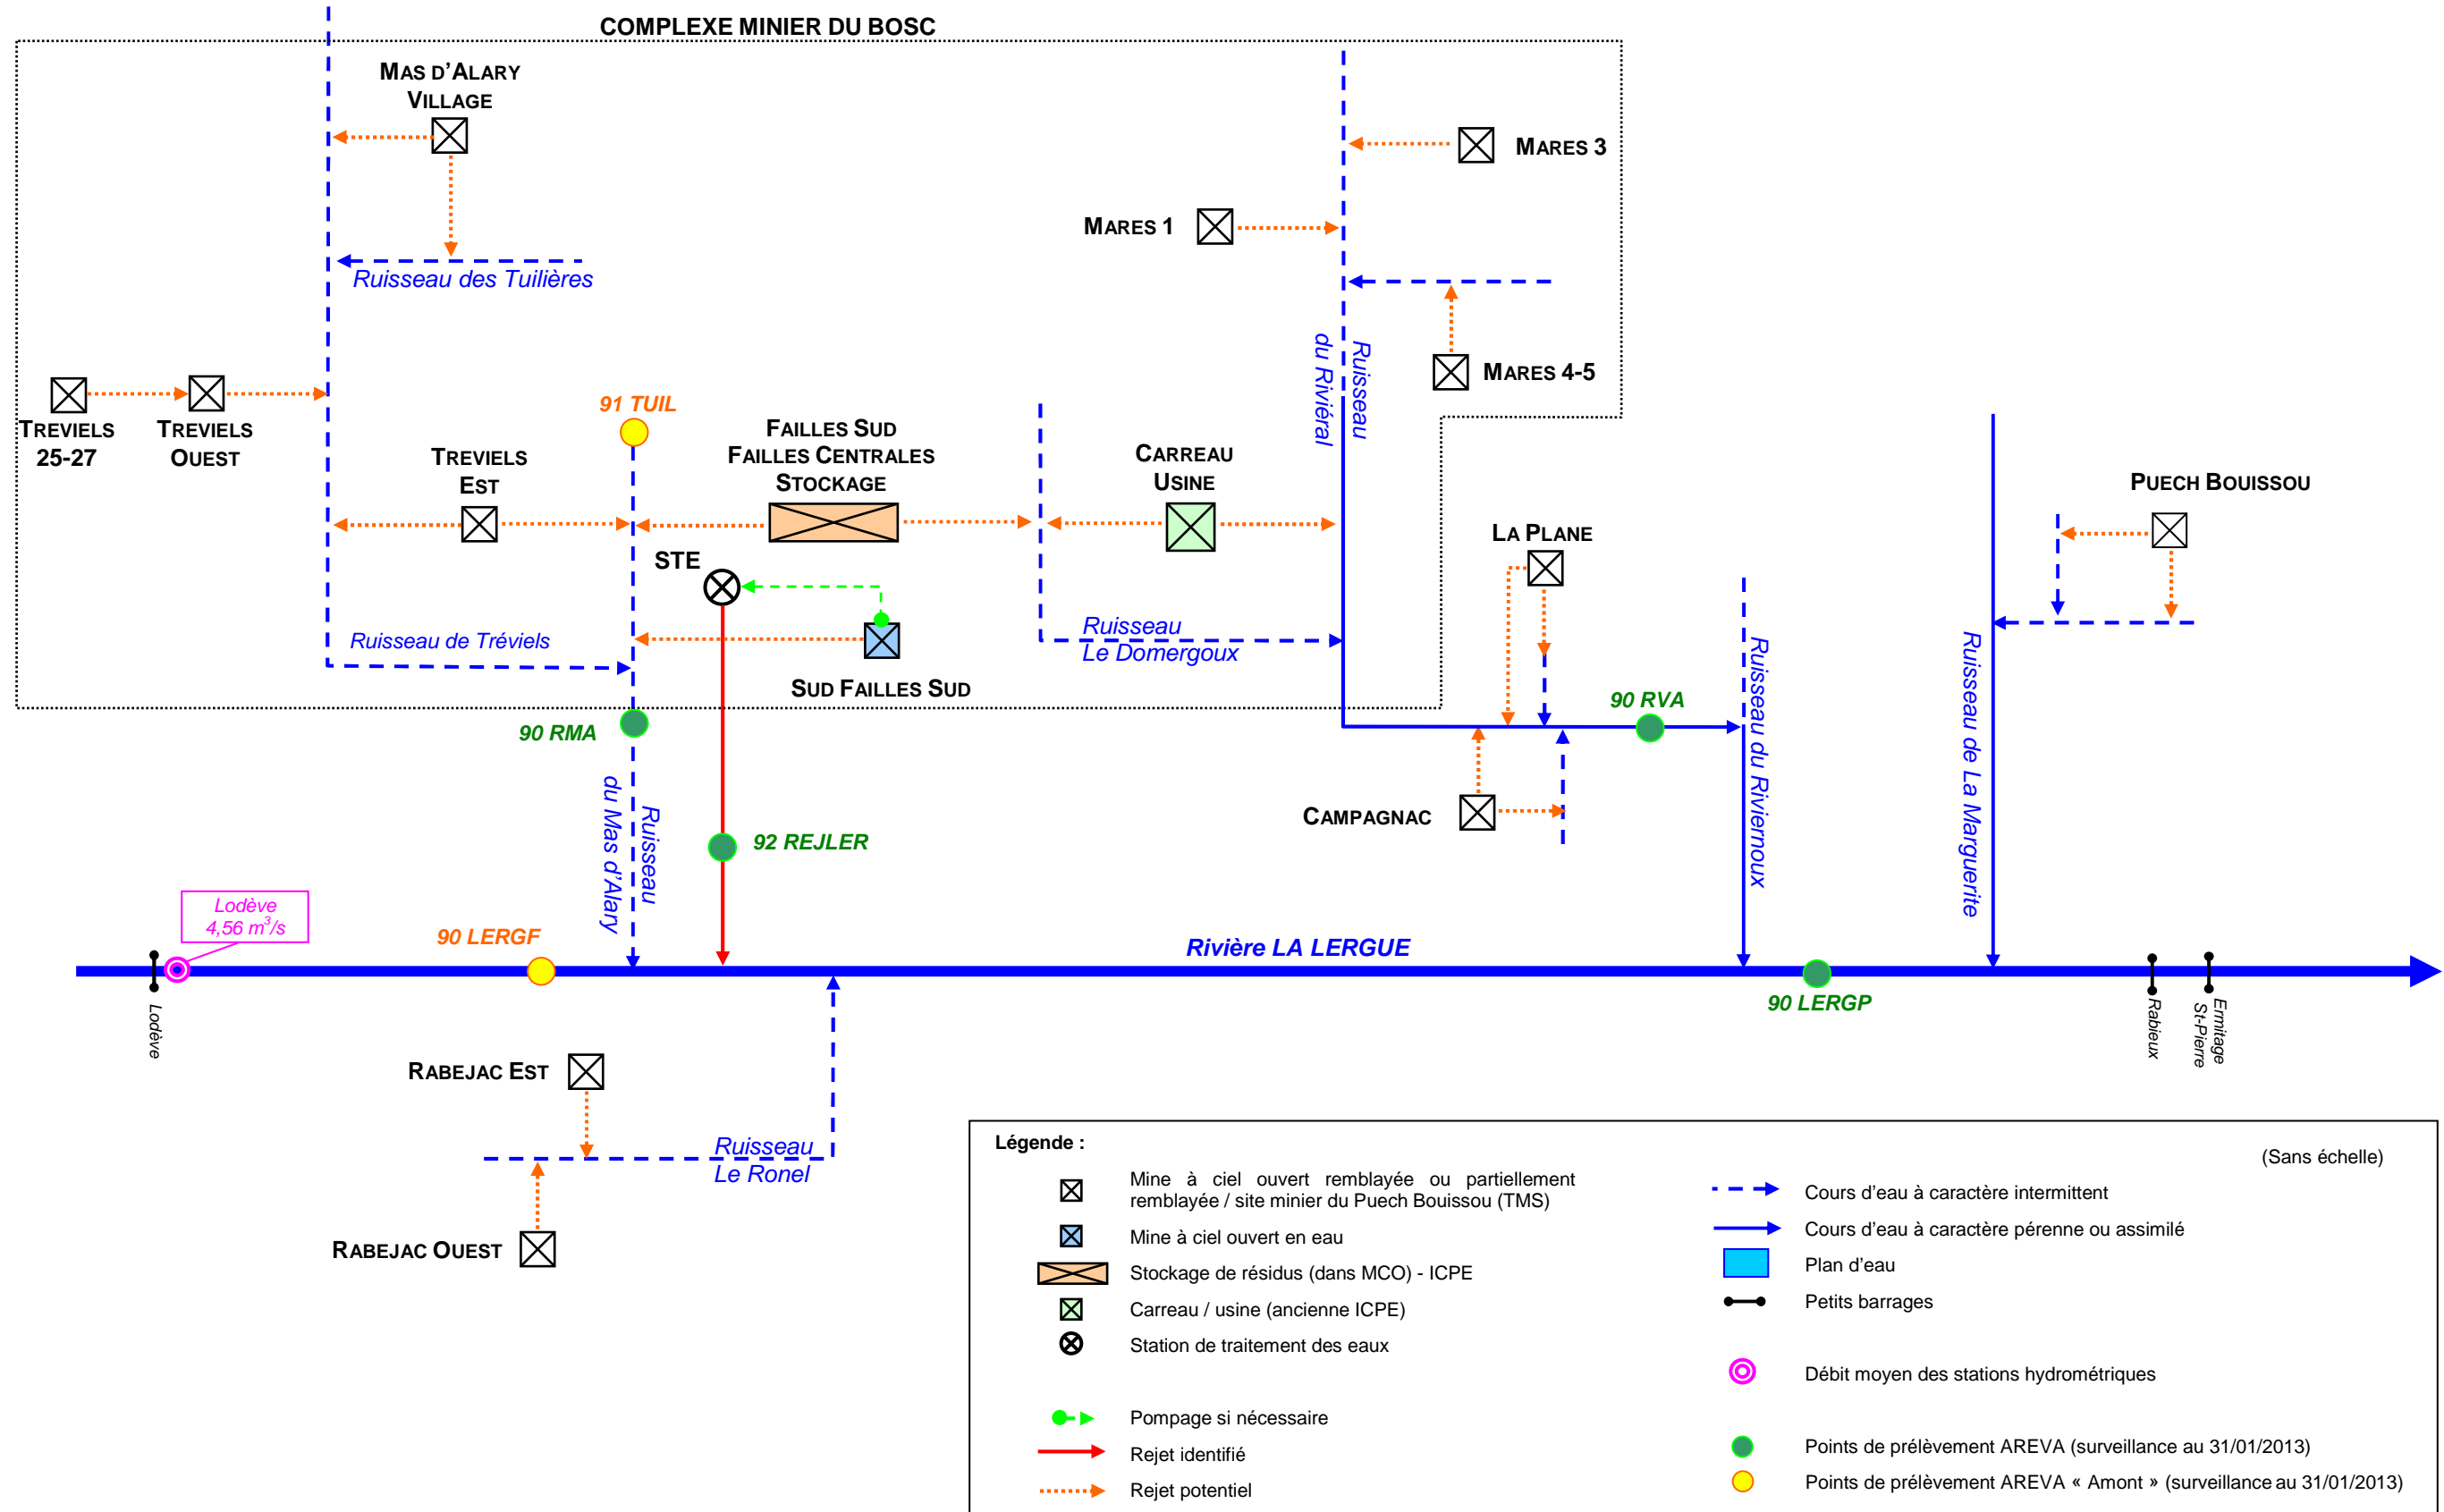 COMPLEXE MINIER DU BOSC
MAS D'ALARY
VILLAGE
MARES 3
MARES 1
Ruisseau des Tuilières
Ruisseau
du Riviéral
MARES 4-5
TREVIELS
25-27
TREVIELS
OUEST
91 TUIL
TREVIELS
EST
FAILLES SUD
FAILLES CENTRALES
STOCKAGE
CARREAU
USINE
PUECH BOUISSOU
LA PLANE
STE
Ruisseau de Tréviels
Ruisseau
Le Domergoux
SUD FAILLES SUD
90 RMA
90 RVA
Ruisseau du Riviernoux
Ruisseau de La Marguerite
Ruisseau
du Mas d'Alary
92 REJLER
CAMPAGNAC
Lodève
4,56 m³/s
90 LERGF
Rivière LA LERGUE
90 LERGP
Lodève
Rabieux
Ermitage
St-Pierre
RABEJAC EST
Ruisseau
Le Ronel
RABEJAC OUEST
Légende :
(Sans échelle)
Mine à ciel ouvert remblayée ou partiellement
remblayée / site minier du Puech Bouissou (TMS)
Mine à ciel ouvert en eau
Stockage de résidus (dans MCO) - ICPE
Carreau / usine (ancienne ICPE)
Station de traitement des eaux
Pompage si nécessaire
Rejet identifié
Rejet potentiel
Cours d'eau à caractère intermittent
Cours d'eau à caractère pérenne ou assimilé
Plan d'eau
Petits barrages
Débit moyen des stations hydrométriques
Points de prélèvement AREVA (surveillance au 31/01/2013)
Points de prélèvement AREVA « Amont » (surveillance au 31/01/2013)